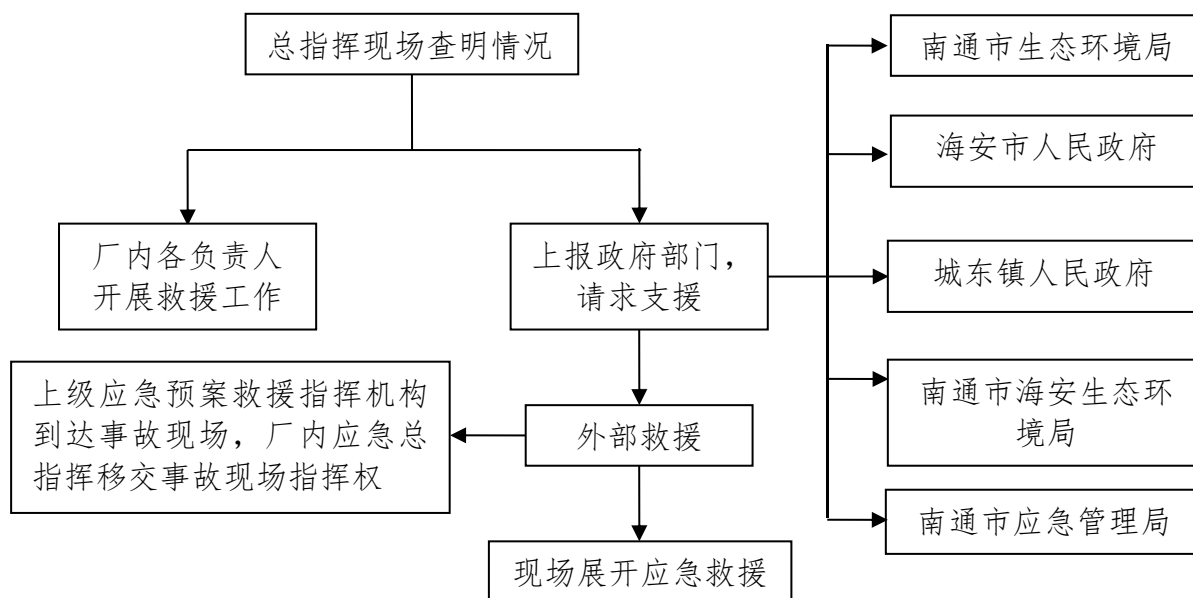 总指挥现场查明情况
南通市生态环境局
海安市人民政府
厂内各负责人
开展救援工作
上报政府部门，
请求支援
城东镇人民政府
上级应急预案救援指挥机构
到达事故现场，厂内应急总
指挥移交事故现场指挥权
外部救援
南通市海安生态环
境局
南通市应急管理局
现场展开应急救援